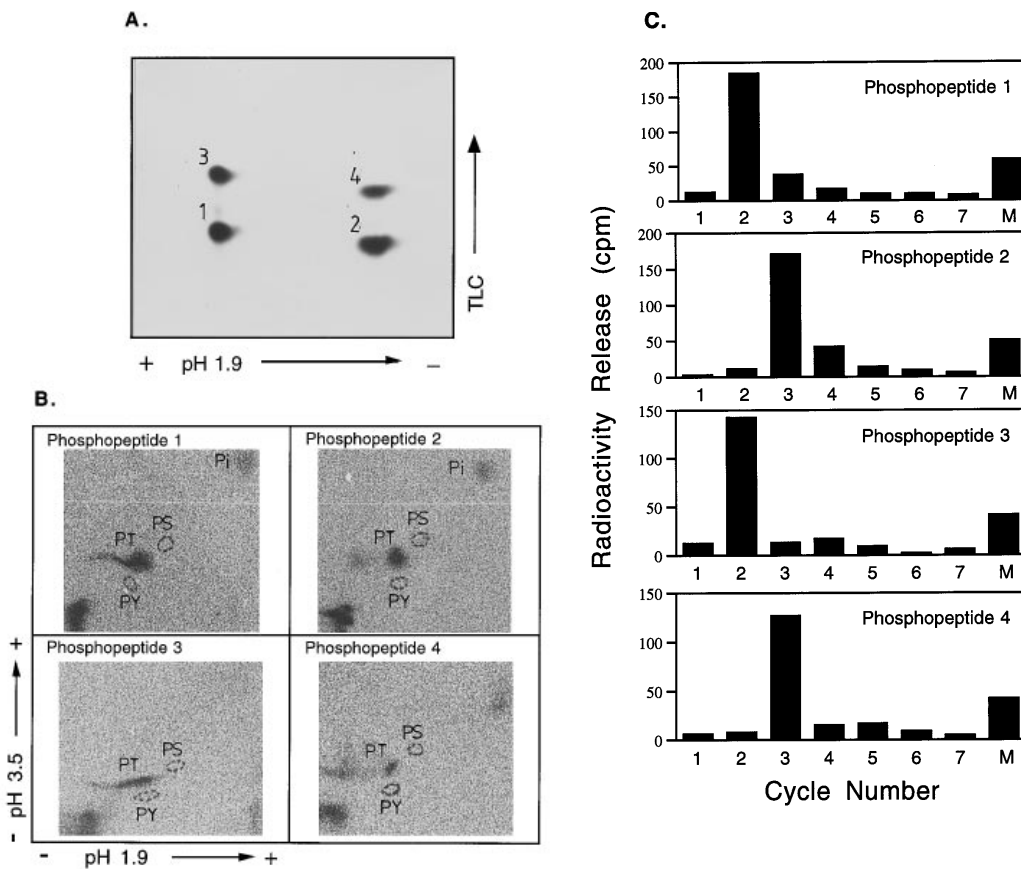 A.
3
4
1
2
TLC
+ pH 1.9 −
B.
Phosphopeptide 1
Pi
PS
PT
PY
Phosphopeptide 2
Pi
PS
PT
PY
Phosphopeptide 3
PS
PT
PY
Phosphopeptide 4
PS
PT
PY
- pH 3.5 +
- pH 1.9 +
C.
Radioactivity Release (cpm)
Phosphopeptide 1
200
150
100
50
0
1 2 3 4 5 6 7 M
Phosphopeptide 2
200
150
100
50
0
1 2 3 4 5 6 7 M
Phosphopeptide 3
150
100
50
0
1 2 3 4 5 6 7 M
Phosphopeptide 4
150
100
50
0
1 2 3 4 5 6 7 M
Cycle Number